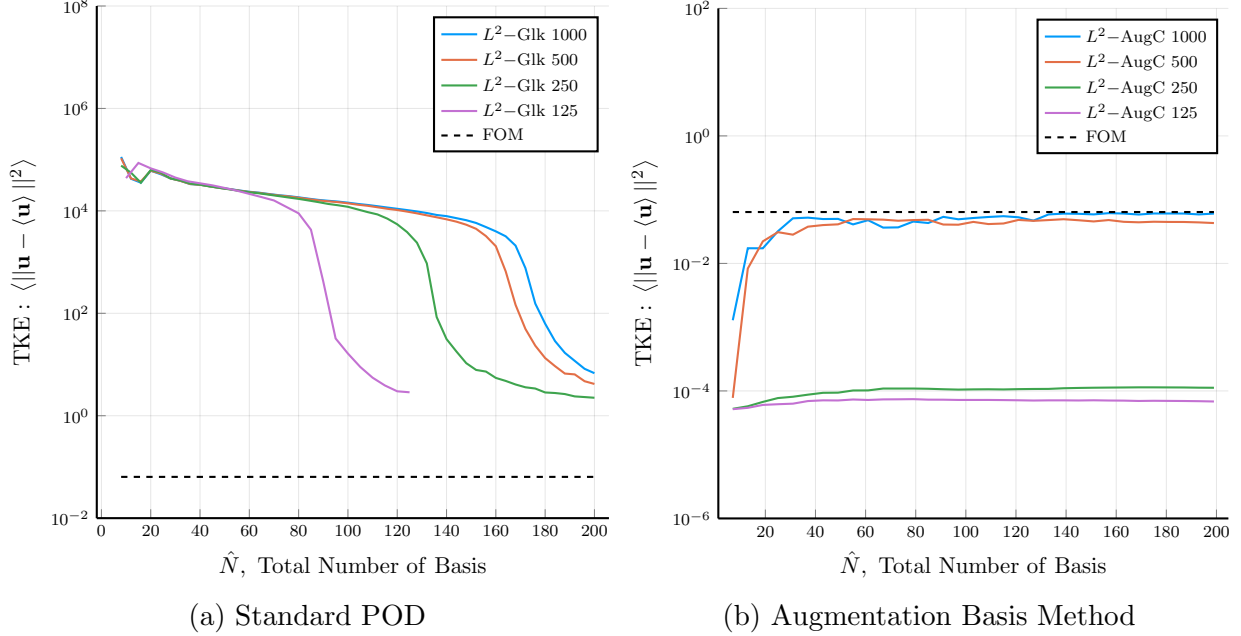 10^8
10^6
10^4
10^2
10^0
10^−2
TKE : ⟨||u − ⟨u⟩ ||^2⟩
L^2−Glk 1000
L^2−Glk 500
L^2−Glk 250
L^2−Glk 125
FOM
0 20 40 60 80 100 120 140 160 180 200
N̂, Total Number of Basis
(a) Standard POD
10^2
10^0
10^−2
10^−4
10^−6
TKE : ⟨||u − ⟨u⟩ ||^2⟩
L^2−AugC 1000
L^2−AugC 500
L^2−AugC 250
L^2−AugC 125
FOM
20 40 60 80 100 120 140 160 180 200
N̂, Total Number of Basis
(b) Augmentation Basis Method